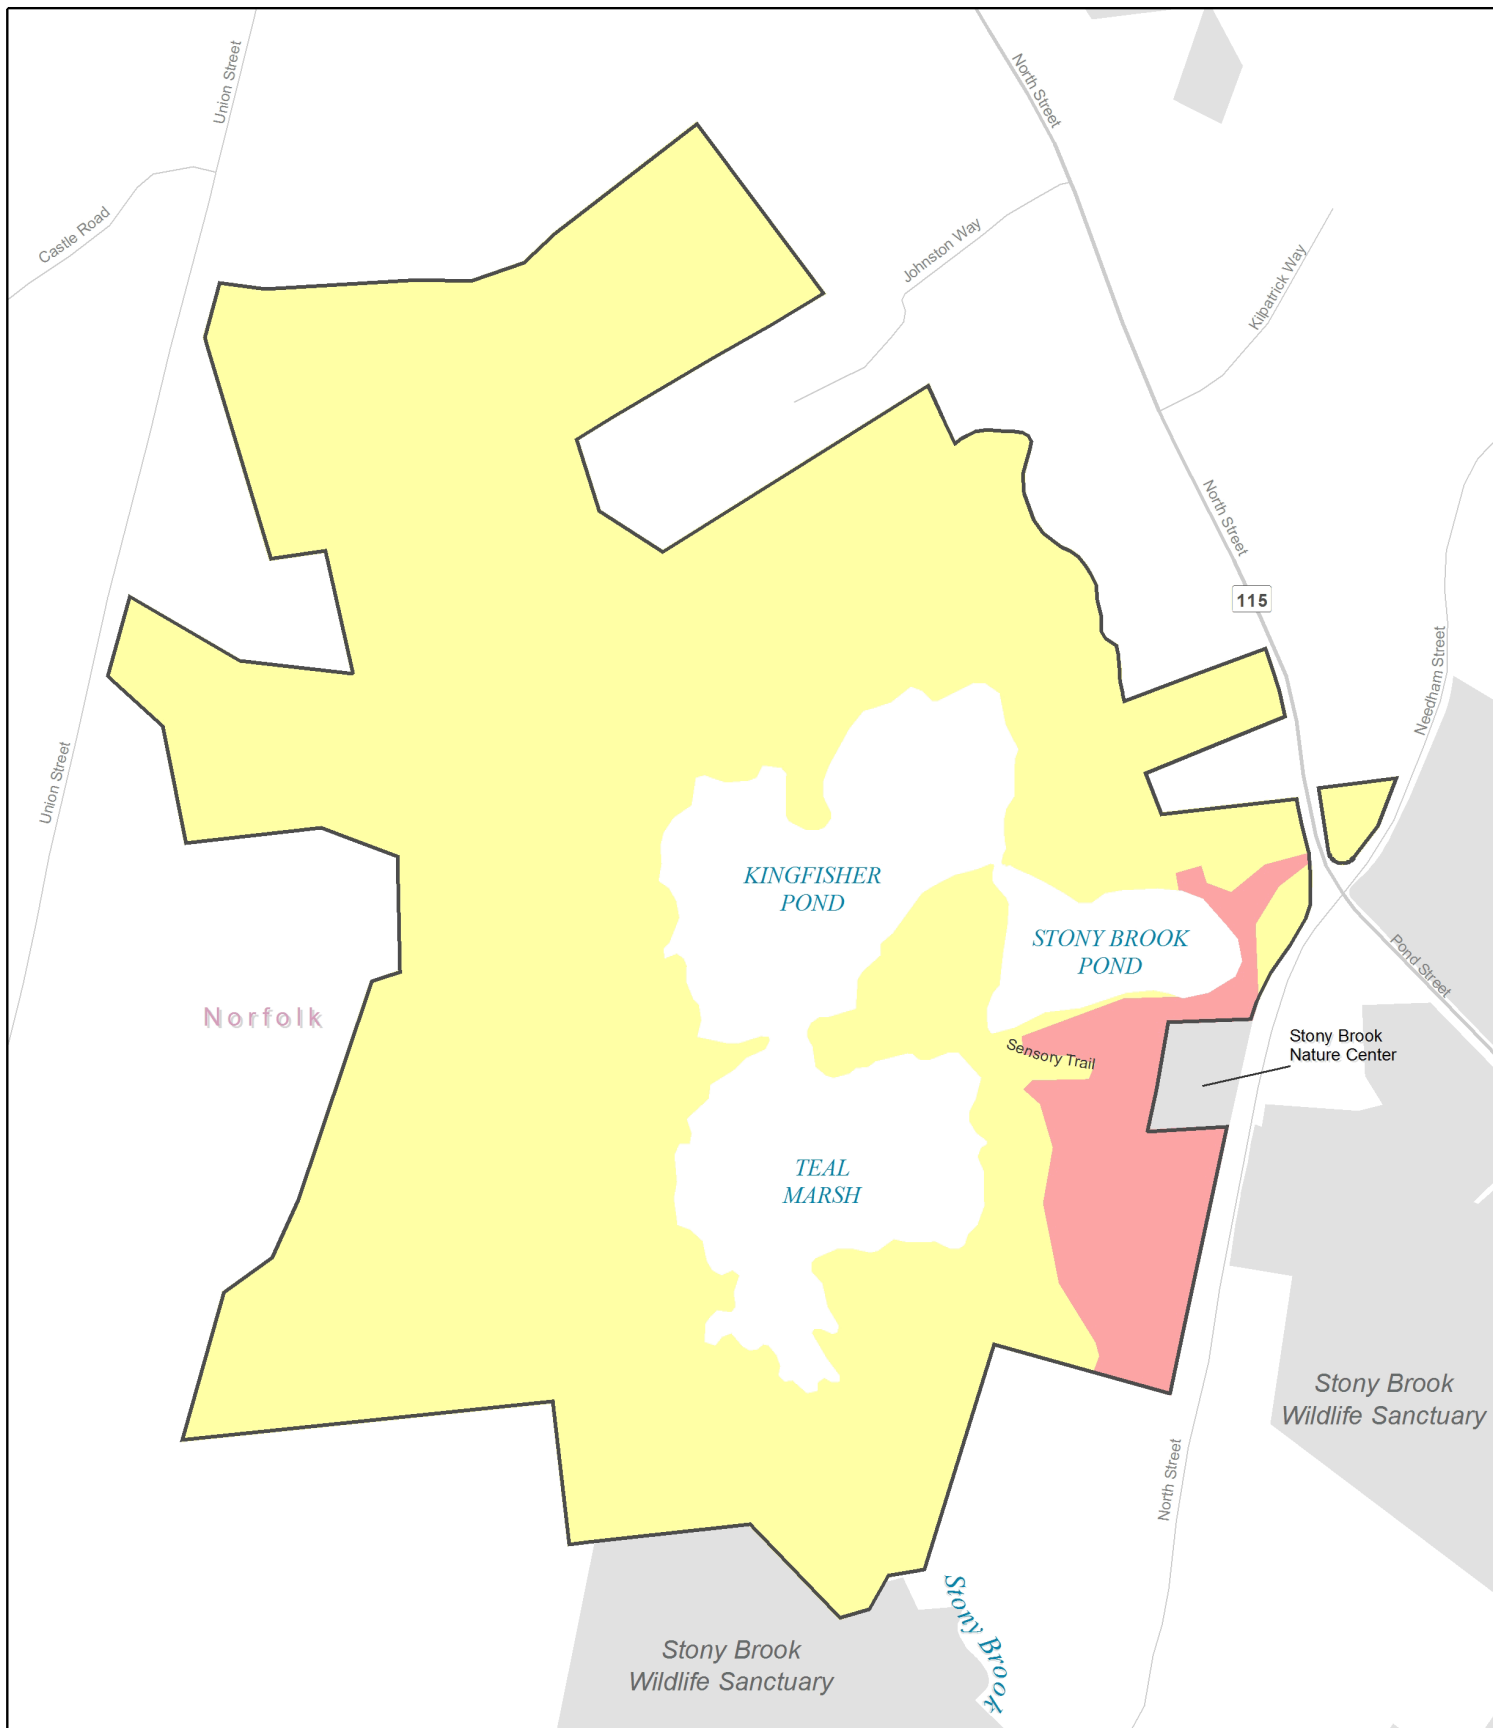 Union Street
North Street
Castle Road
Johnston Way
Kilpatrick Way
North Street
115
Needham Street
Union Street
KINGFISHER
POND
STONY BROOK
POND
Pond Street
Norfolk
Sensory Trail
Stony Brook
Nature Center
TEAL
MARSH
Stony Brook
Wildlife Sanctuary
North Street
Stony Brook
Stony Brook
Wildlife Sanctuary